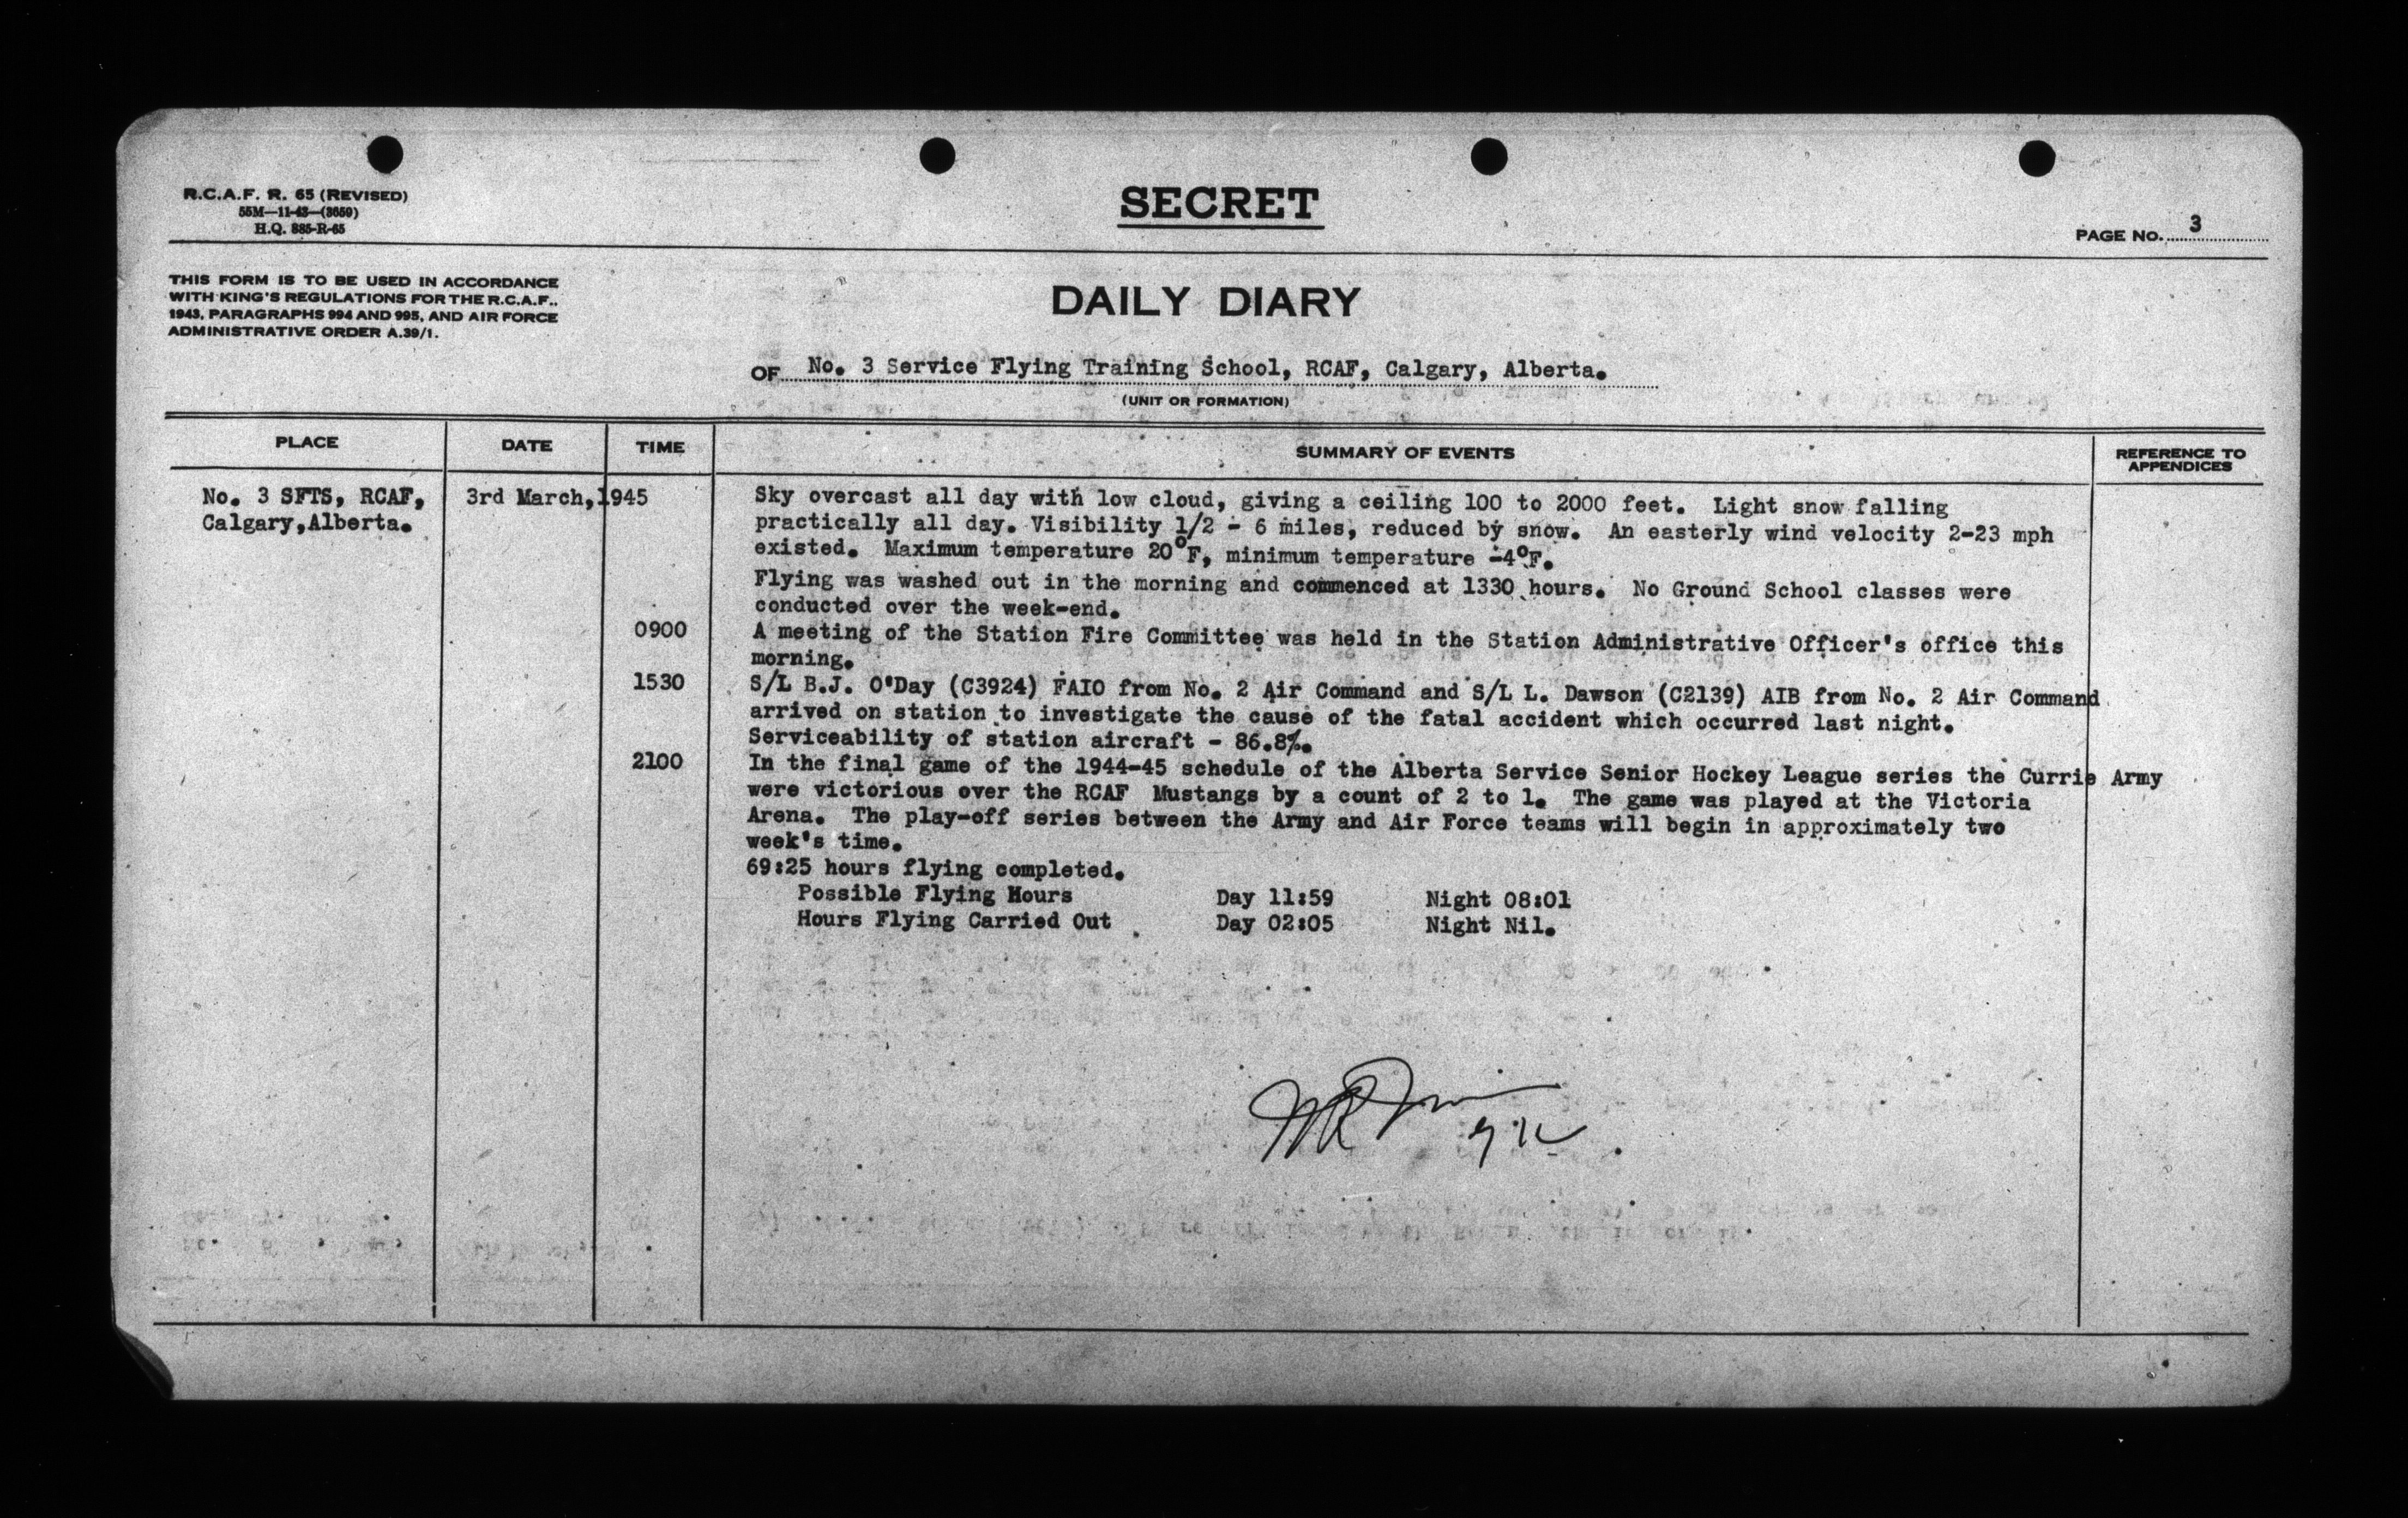 R.C.A.F. R. 65 (REVISED)
55M—11-43—(3659)
H.Q. 885-R-65
SECRET
PAGE NO. 3
THIS FORM IS TO BE USED IN ACCORDANCE
WITH KING'S REGULATIONS FOR THE R.C.A.F.,
1943, PARAGRAPHS 994 AND 995, AND AIR FORCE
ADMINISTRATIVE ORDER A.39/1.
DAILY DIARY
OF No. 3 Service Flying Training School, RCAF, Calgary, Alberta.
(UNIT OR FORMATION)
PLACE DATE TIME SUMMARY OF EVENTS REFERENCE TO
APPENDICES
No. 3 SFTS, RCAF, 3rd March,1945 Sky overcast all day with low cloud, giving a ceiling 100 to 2000 feet. Light snow falling
Calgary,Alberta. practically all day. Visibility 1/2 - 6 miles, reduced by snow. An easterly wind velocity 2-23 mph
existed. Maximum temperature 20°F, minimum temperature -4°F.
Flying was washed out in the morning and commenced at 1330 hours. No Ground School classes were
conducted over the week-end.
0900 A meeting of the Station Fire Committee was held in the Station Administrative Officer's office this
morning.
1530 S/L B.J. O'Day (C3924) FAIO from No. 2 Air Command and S/L L. Dawson (C2139) AIB from No. 2 Air Command
arrived on station to investigate the cause of the fatal accident which occurred last night.
Serviceability of station aircraft - 86.8%.
2100 In the final game of the 1944-45 schedule of the Alberta Service Senior Hockey League series the Currie Army
were victorious over the RCAF Mustangs by a count of 2 to 1. The game was played at the Victoria
Arena. The play-off series between the Army and Air Force teams will begin in approximately two
week's time.
69:25 hours flying completed.
Possible Flying Hours Day 11:59 Night 08:01
Hours Flying Carried Out Day 02:05 Night Nil.